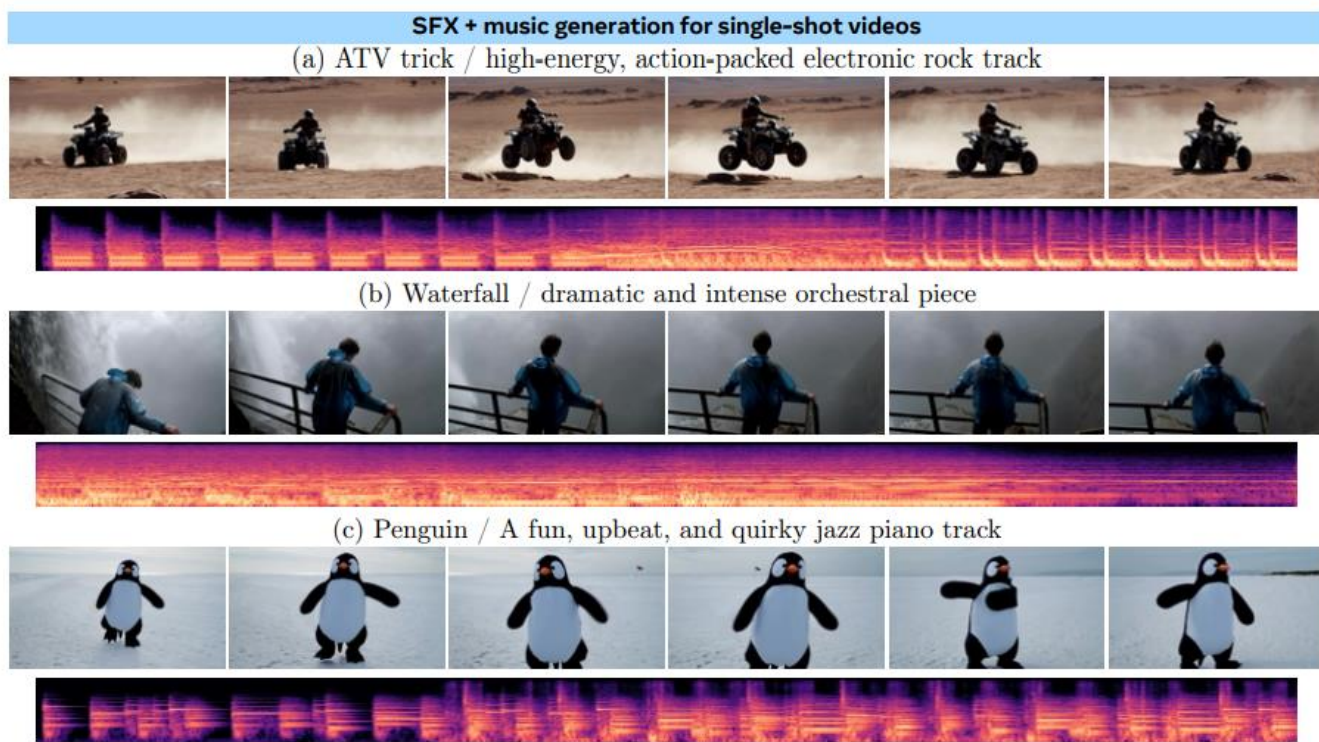 SFX + music generation for single-shot videos
(a) ATV trick / high-energy, action-packed electronic rock track
(b) Waterfall / dramatic and intense orchestral piece
(c) Penguin / A fun, upbeat, and quirky jazz piano track